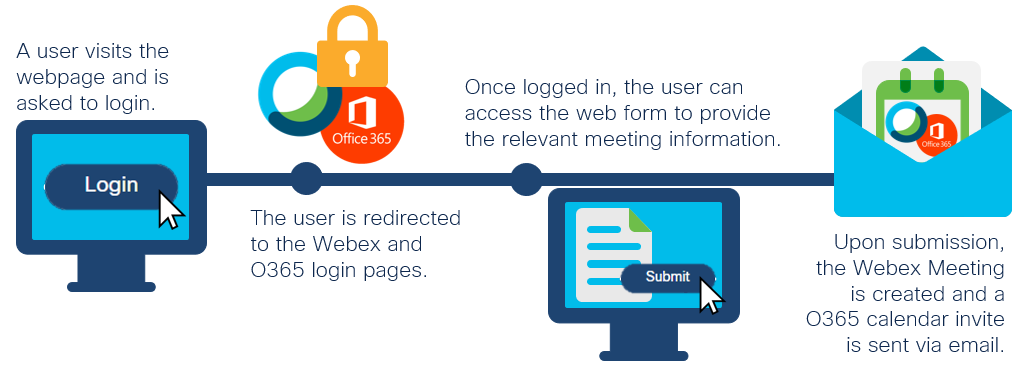 A user visits the
webpage and is
asked to login.
Login
Office 365
The user is redirected
to the Webex and
O365 login pages.
Once logged in, the user can
access the web form to provide
the relevant meeting information.
Submit
Office 365
Upon submission,
the Webex Meeting
is created and a
O365 calendar invite
is sent via email.